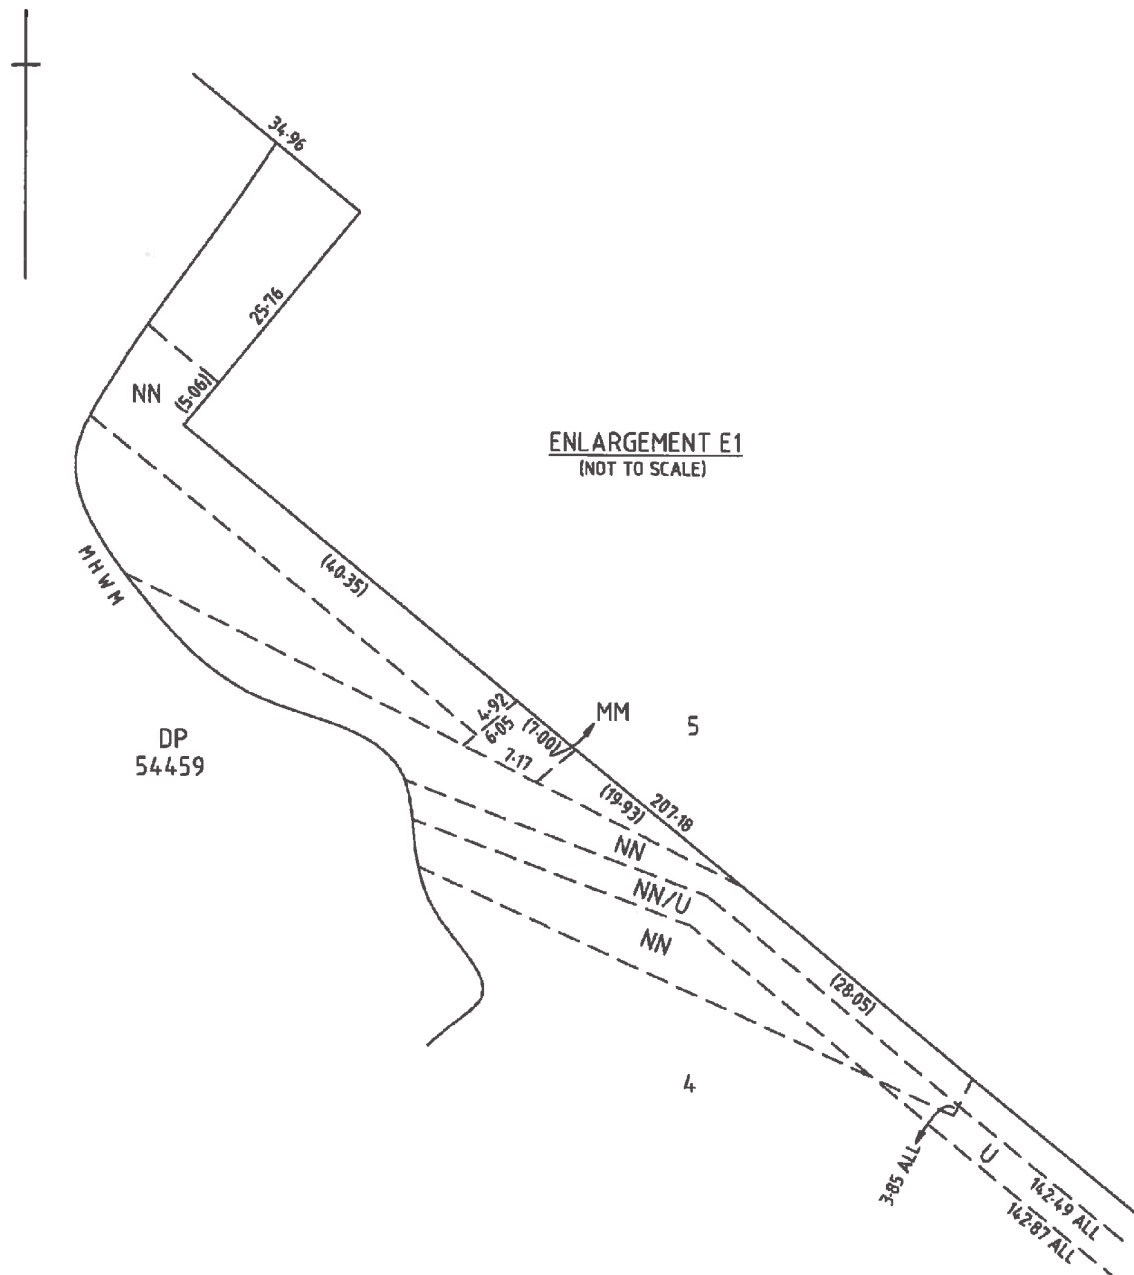 34·96
25·76
NN
(5·06)
ENLARGEMENT E1
(NOT TO SCALE)
(40·35)
MHWM
4·92
6·05
(7·00)
MM
5
7·17
DP
54459
(19·93)
207·18
NN
NN/U
NN
(28·05)
4
3·85 ALL
U
142·49 ALL
142·87 ALL